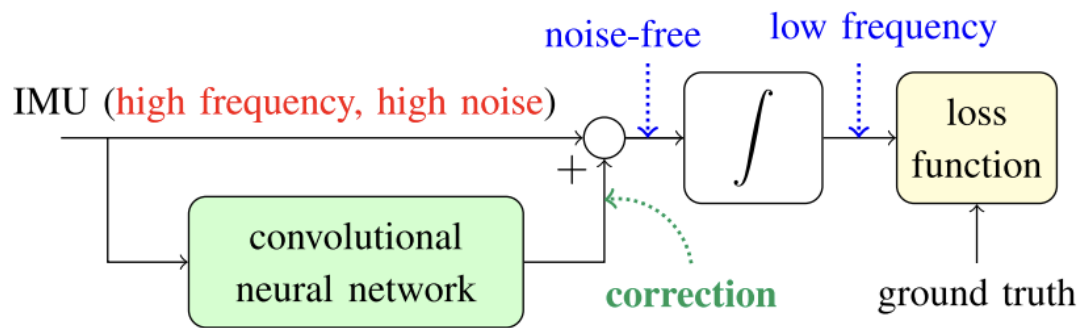 noise-free
low frequency
IMU (high frequency, high noise)
+
∫
loss
function
convolutional
neural network
correction
ground truth